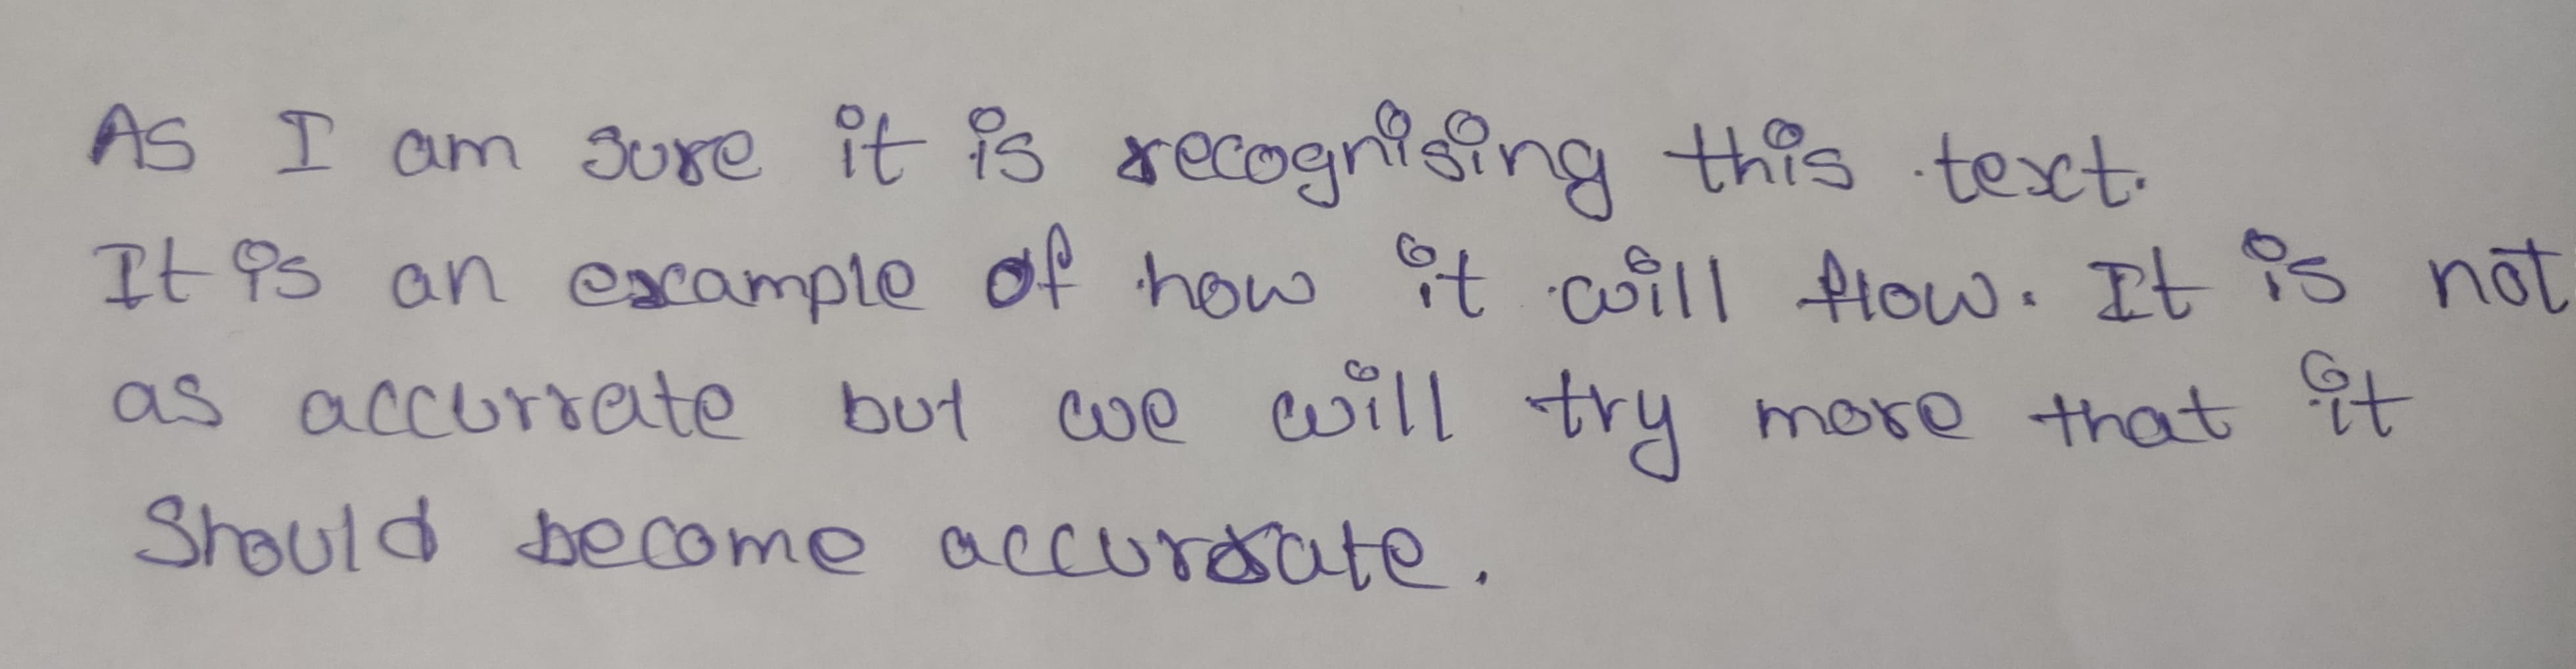 As I am sure it is recognising this text.
It is an example of how it will flow. It is not
as accurrate but we will try more that it
Should become accurrate.